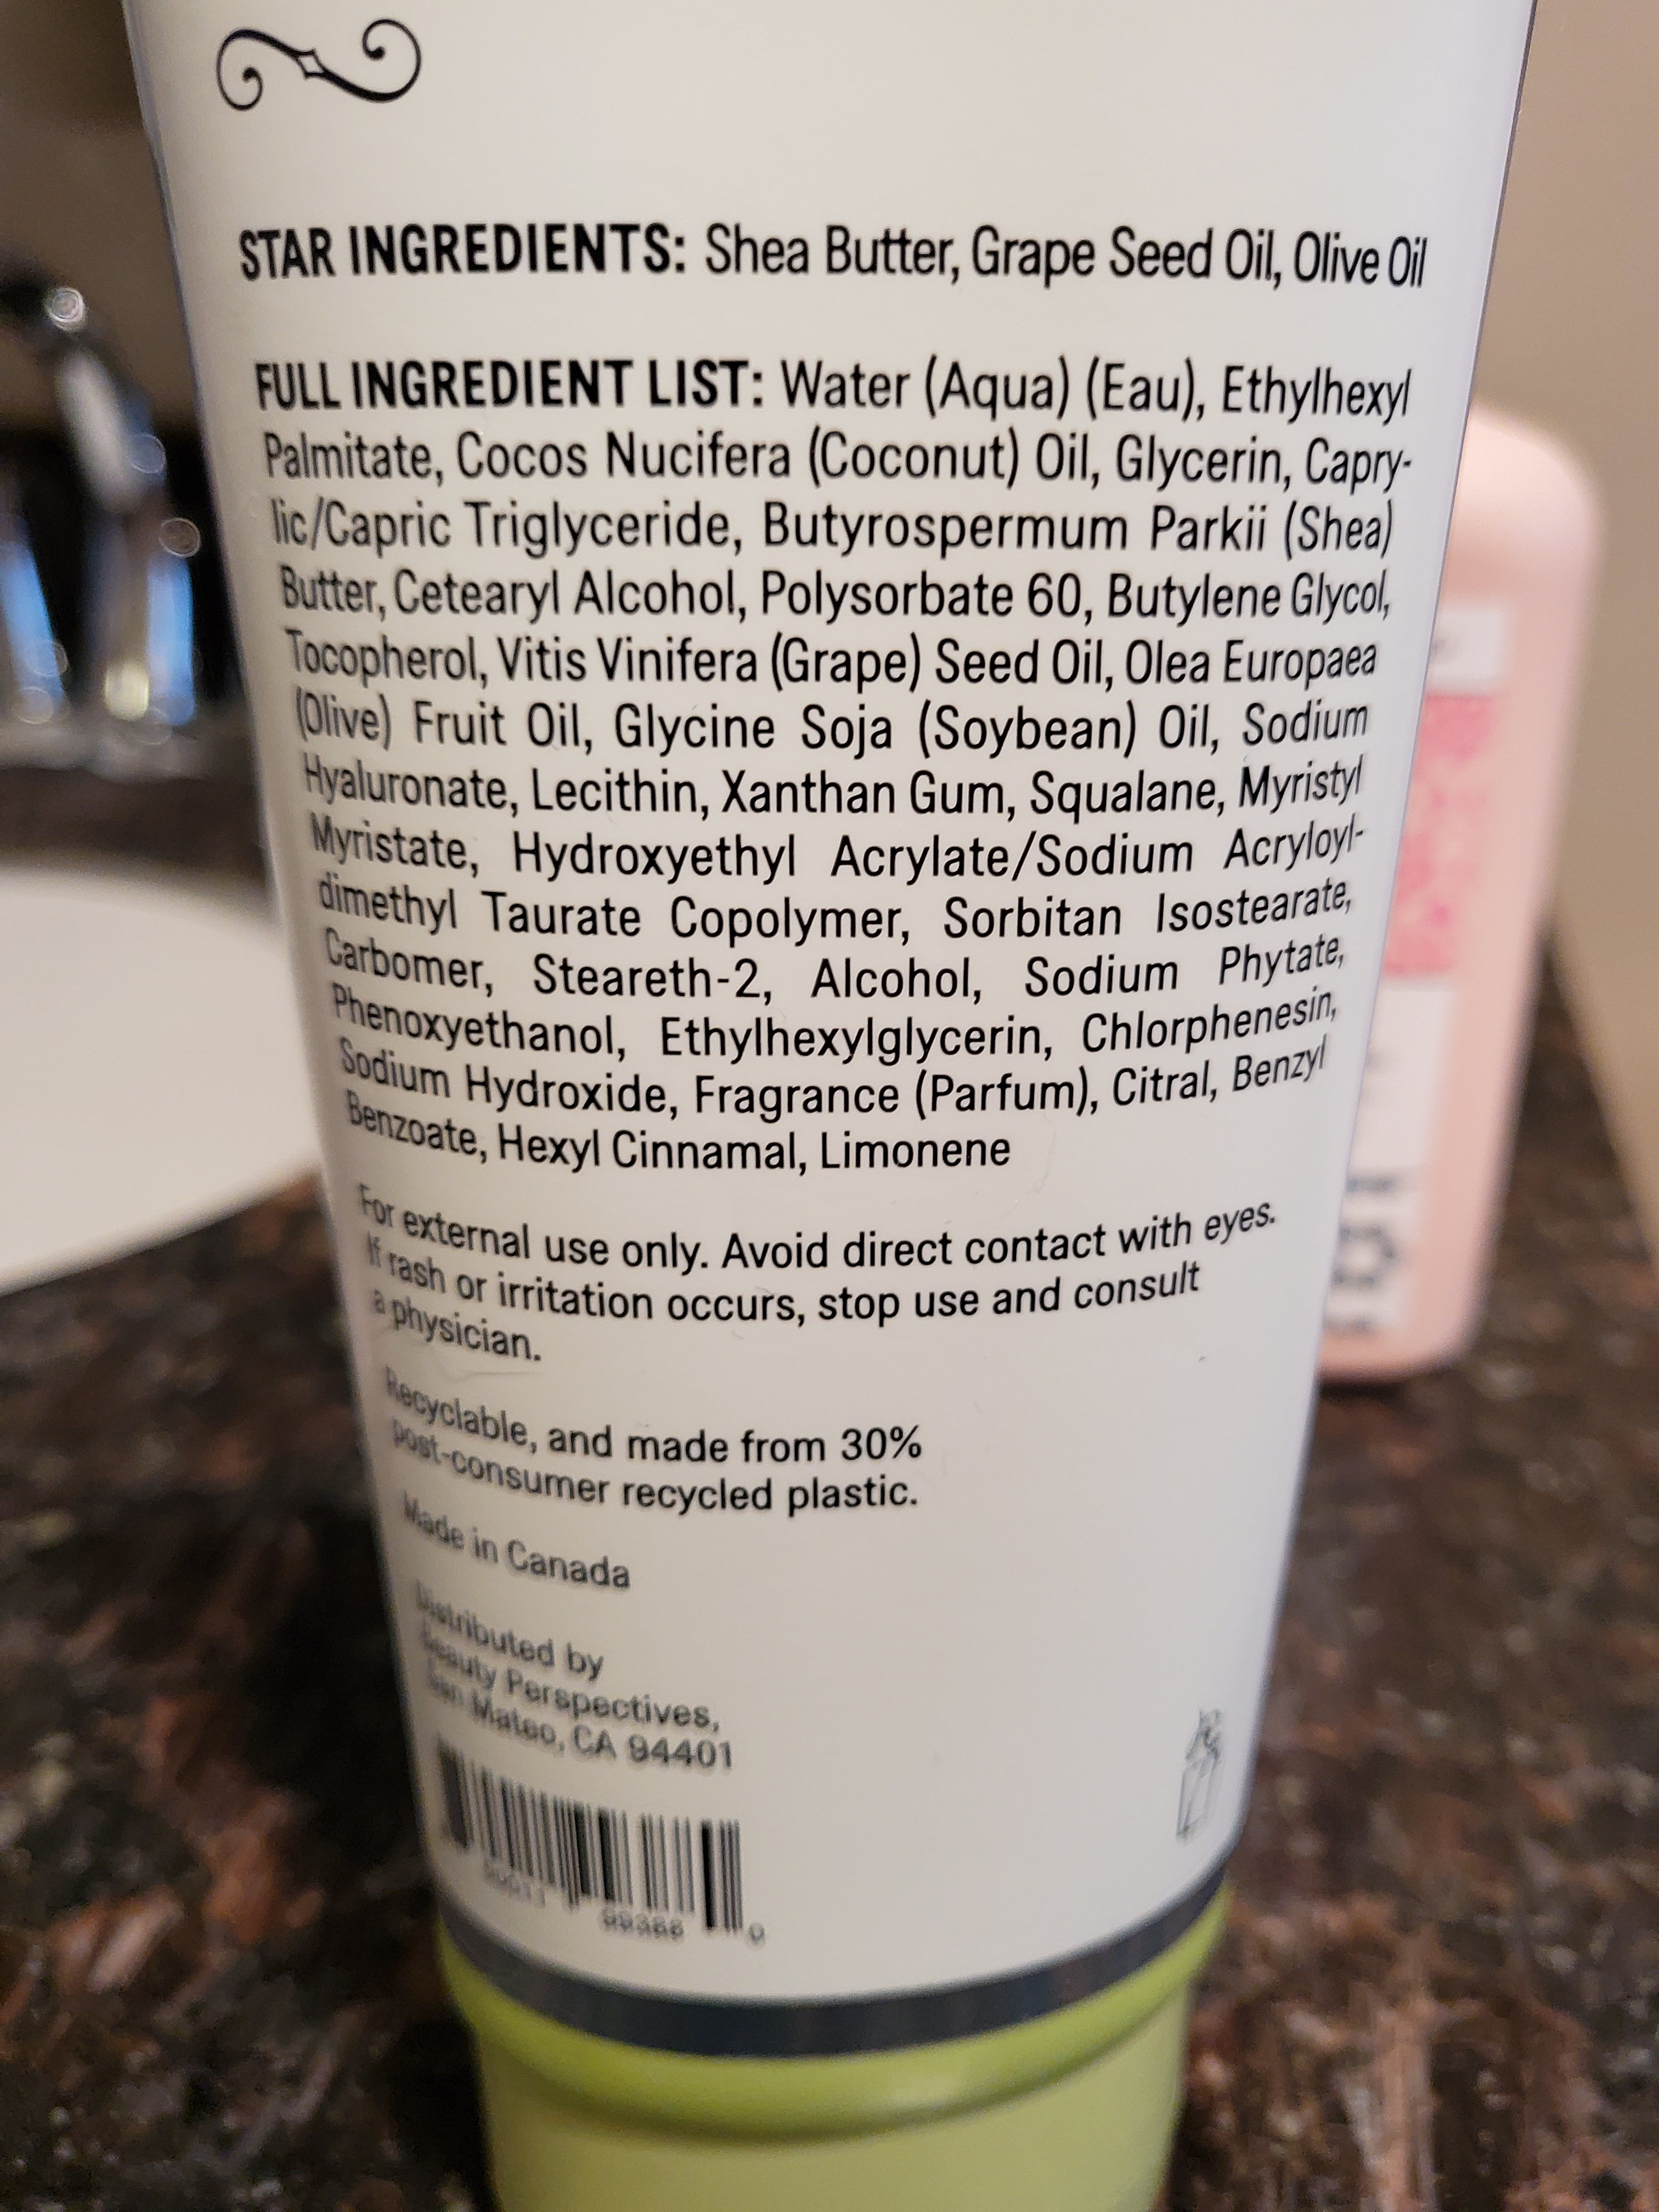 STAR INGREDIENTS: Shea Butter, Grape Seed Oil, Olive Oil
FULL INGREDIENT LIST: Water (Aqua) (Eau), Ethylhexyl
Palmitate, Cocos Nucifera (Coconut) Oil, Glycerin, Capry-
lic/Capric Triglyceride, Butyrospermum Parkii (Shea)
Butter, Cetearyl Alcohol, Polysorbate 60, Butylene Glycol,
Tocopherol, Vitis Vinifera (Grape) Seed Oil, Olea Europaea
(Olive) Fruit Oil, Glycine Soja (Soybean) Oil, Sodium
Hyaluronate, Lecithin, Xanthan Gum, Squalane, Myristyl
Myristate, Hydroxyethyl Acrylate/Sodium Acryloyl-
dimethyl Taurate Copolymer, Sorbitan Isostearate,
Carbomer, Steareth-2, Alcohol, Sodium Phytate,
Phenoxyethanol, Ethylhexylglycerin, Chlorphenesin,
Sodium Hydroxide, Fragrance (Parfum), Citral, Benzyl
Benzoate, Hexyl Cinnamal, Limonene
For external use only. Avoid direct contact with eyes.
If rash or irritation occurs, stop use and consult
a physician.
Recyclable, and made from 30%
post-consumer recycled plastic.
Made in Canada
Distributed by
Beauty Perspectives,
San Mateo, CA 94401